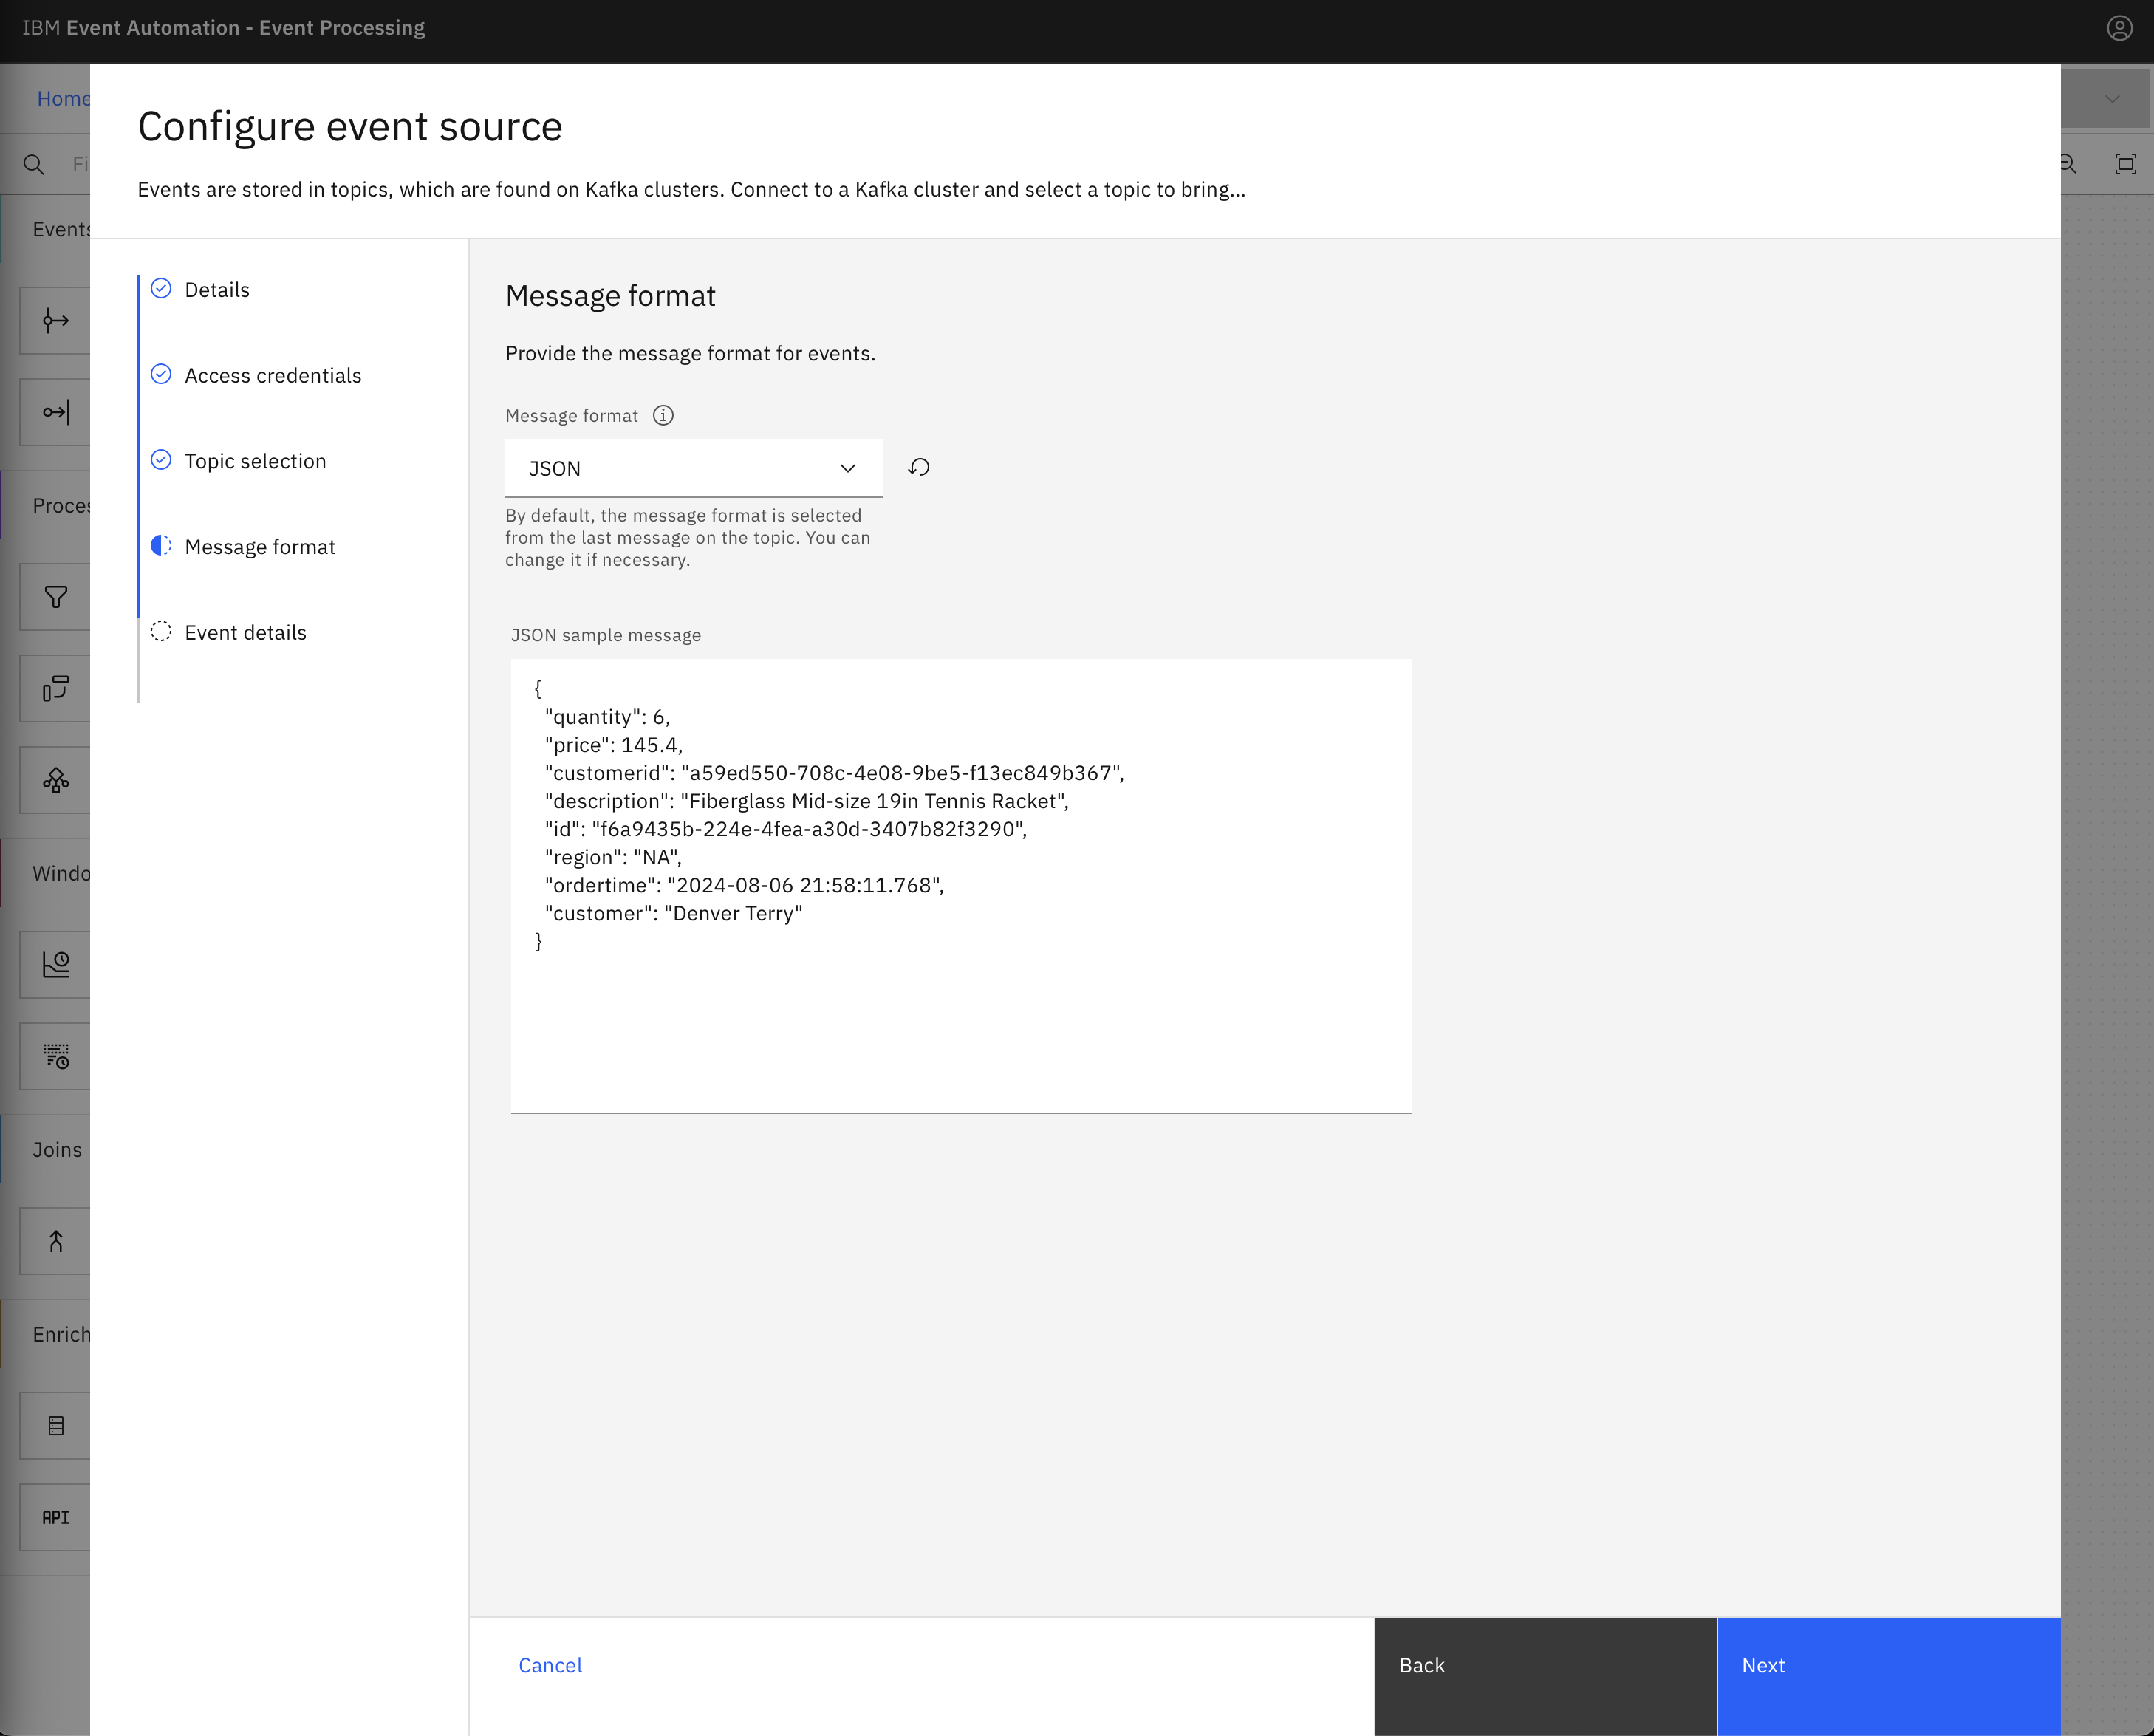 IBM Event Automation - Event Processing
Home
Configure event source
Events are stored in topics, which are found on Kafka clusters. Connect to a Kafka cluster and select a topic to bring...
Events
Details
Access credentials
Topic selection
Message format
Event details
Message format
Provide the message format for events.
Message format
JSON
By default, the message format is selected
from the last message on the topic. You can
change it if necessary.
JSON sample message
{
"quantity": 6,
"price": 145.4,
"customerid": "a59ed550-708c-4e08-9be5-f13ec849b367",
"description": "Fiberglass Mid-size 19in Tennis Racket",
"id": "f6a9435b-224e-4fea-a30d-3407b82f3290",
"region": "NA",
"ordertime": "2024-08-06 21:58:11.768",
"customer": "Denver Terry"
}
Joins
API
Cancel
Back
Next